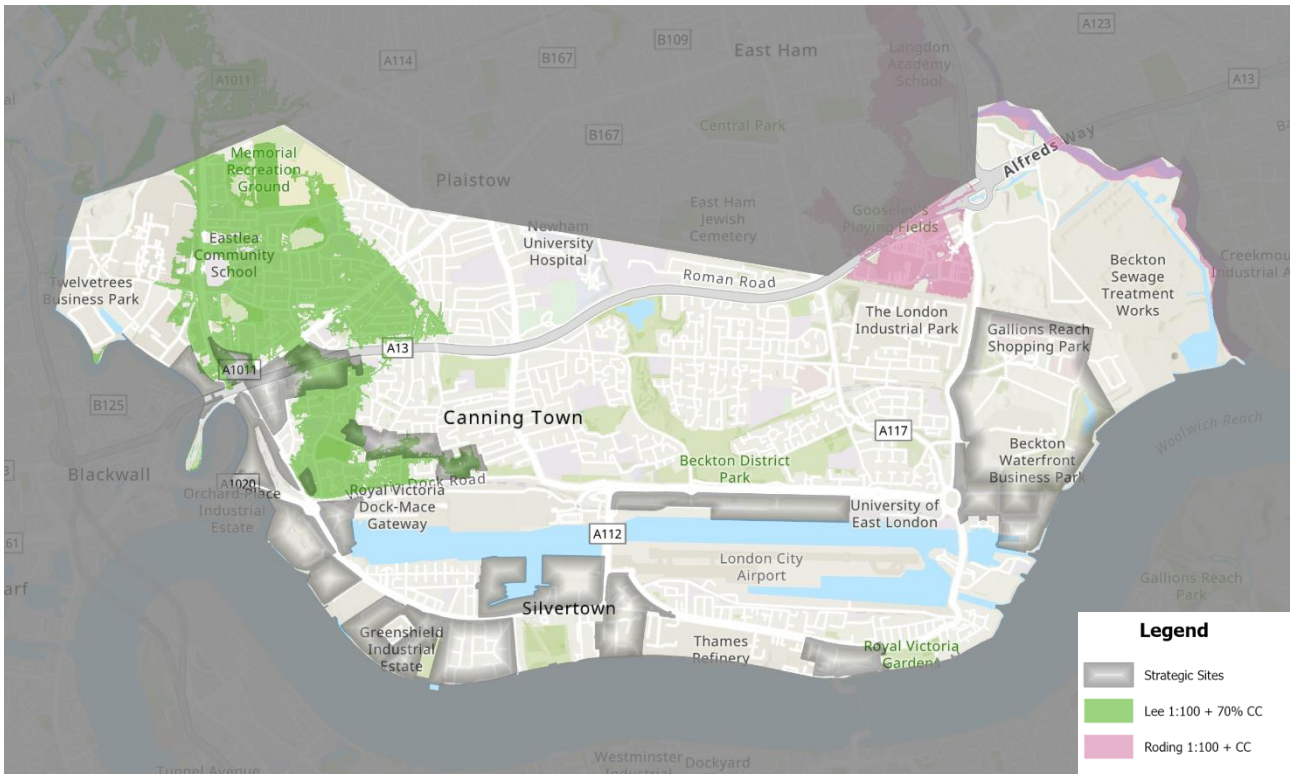 A123
B109
East Ham
Langdon
Academy
School
A114
B167
A1011
A13
Central Park
B167
Alfreds Way
Memorial
Recreation
Ground
Plaistow
East Ham
Jewish
Cemetery
Gooseley's
Playing Fields
Newham
University
Hospital
Eastlea
Community
School
Twelvetrees
Business Park
Roman Road
Beckton
Sewage
Treatment
Works
The London
Industrial Park
Gallions Reach
Shopping Park
A13
A1011
B125
Canning Town
A117
Woolwich Reach
Blackwall
Beckton District
Park
Beckton
Waterfront
Business Park
A1020
Dock Road
Orchard Place
Industrial
Estate
Royal Victoria
Dock-Mace
Gateway
University of
East London
A112
London City
Airport
Gallions Reach
Park
Silvertown
Greenshield
Industrial
Estate
Thames
Refinery
Royal Victoria
Gardens
Legend
Strategic Sites
Lee 1:100 + 70% CC
Roding 1:100 + CC
Westminster
Industrial
Dockyard
Tunnel Avenue